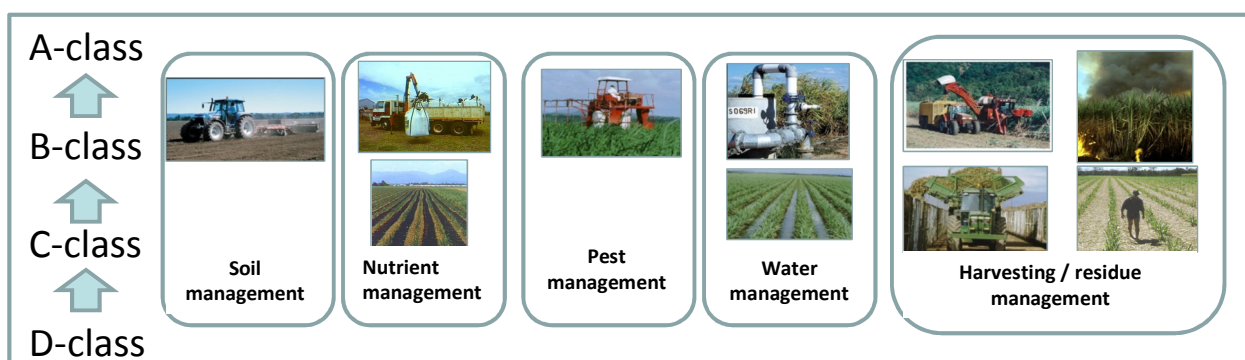 A-class
B-class
C-class
D-class
Soil
management
Nutrient
management
Pest
management
Water
management
Harvesting / residue
management